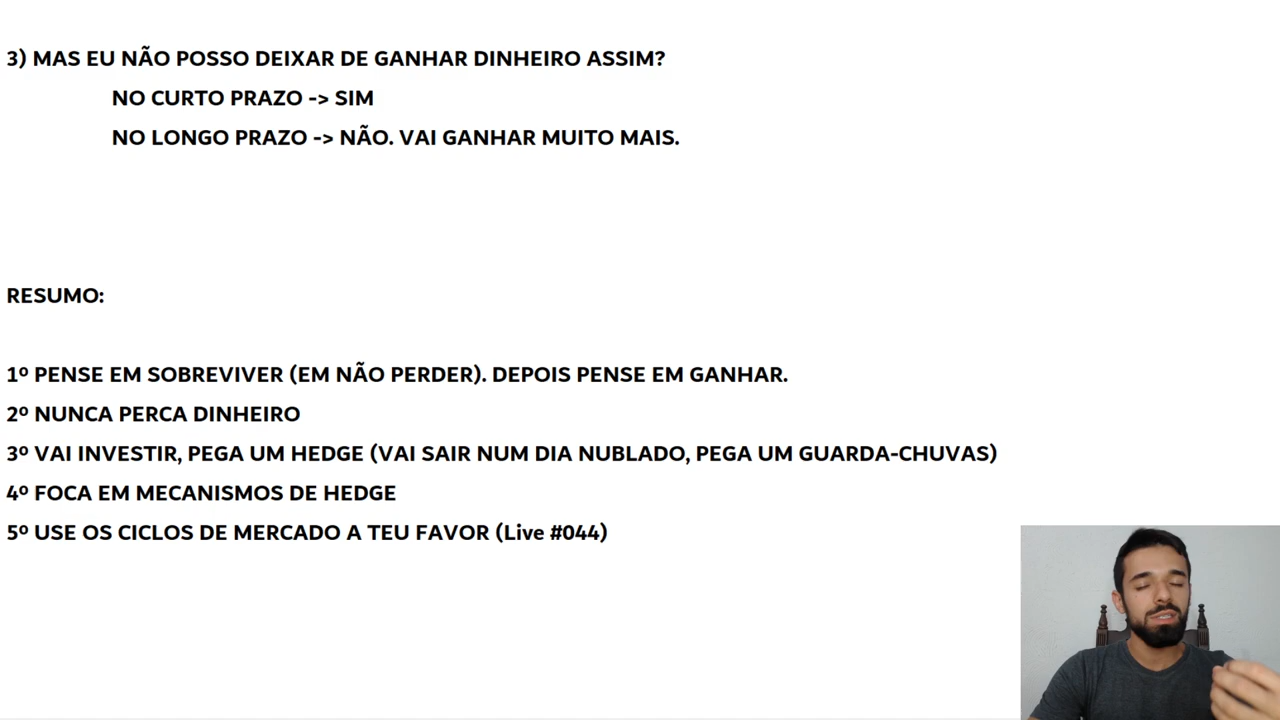 3) MAS EU NÃO POSSO DEIXAR DE GANHAR DINHEIRO ASSIM?
NO CURTO PRAZO -> SIM
NO LONGO PRAZO -> NÃO. VAI GANHAR MUITO MAIS.
RESUMO:
1º PENSE EM SOBREVIVER (EM NÃO PERDER). DEPOIS PENSE EM GANHAR.
2º NUNCA PERCA DINHEIRO
3º VAI INVESTIR, PEGA UM HEDGE (VAI SAIR NUM DIA NUBLADO, PEGA UM GUARDA-CHUVAS)
4º FOCA EM MECANISMOS DE HEDGE
5º USE OS CICLOS DE MERCADO A TEU FAVOR (Live #044)